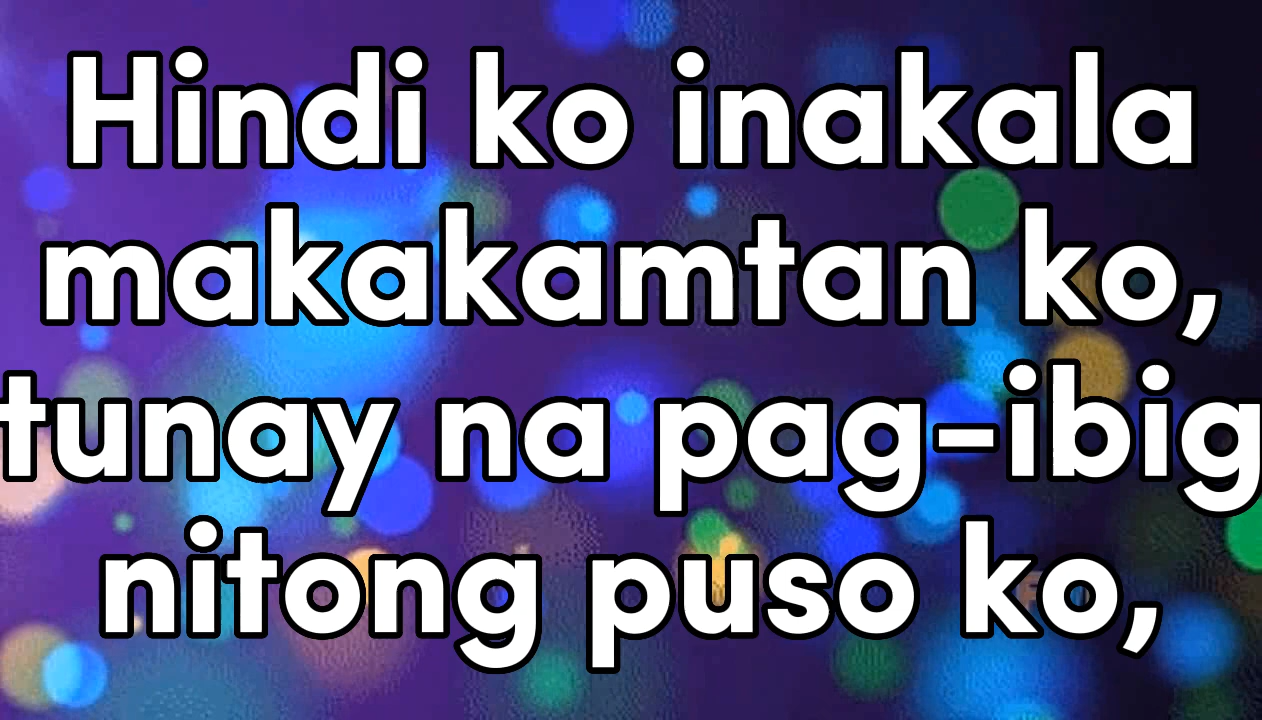 Hindi ko inakala
makakamtan ko,
tunay na pag-ibig
nitong puso ko,